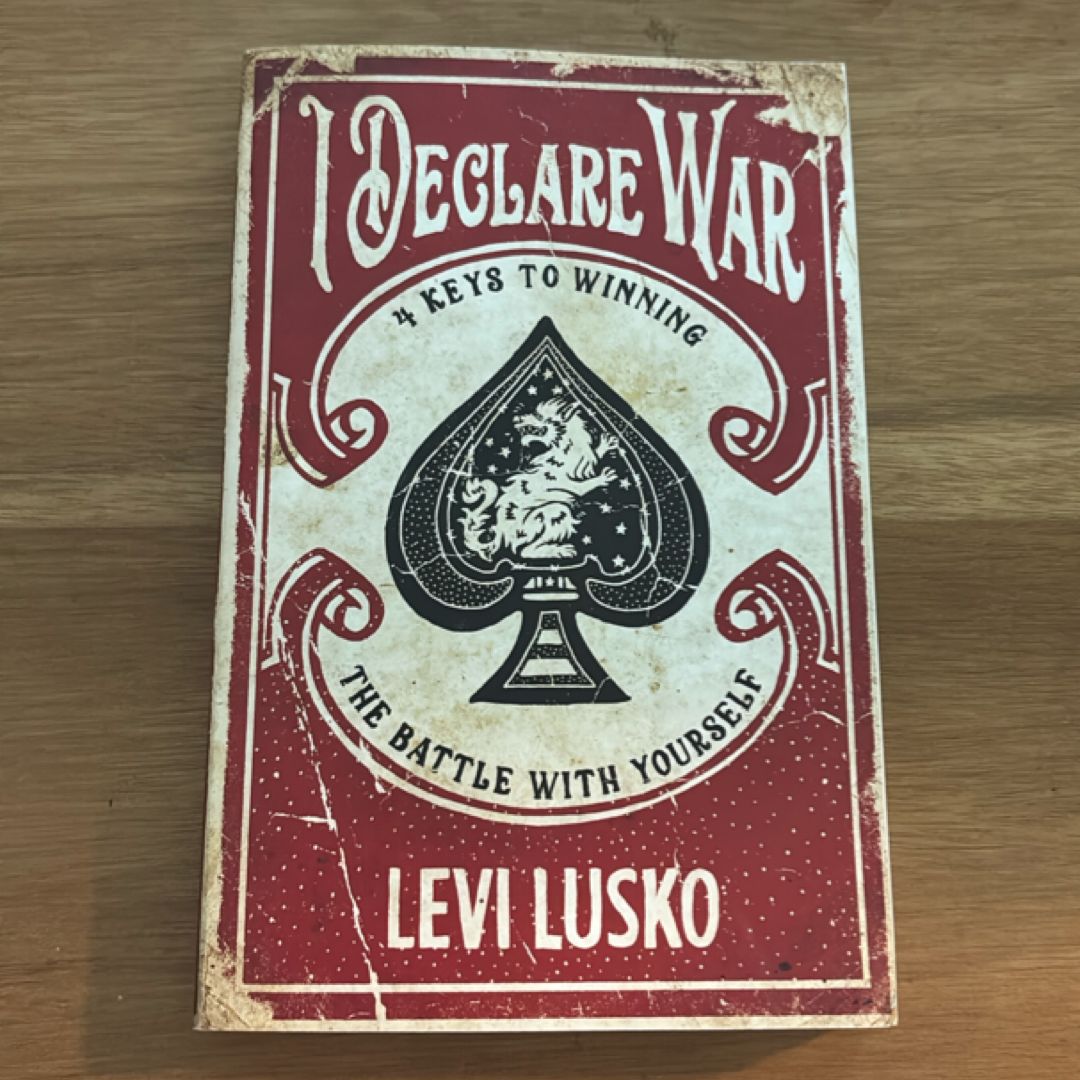 I DECLARE WAR
4 KEYS TO WINNING
THE BATTLE WITH YOURSELF
LEVI LUSKO